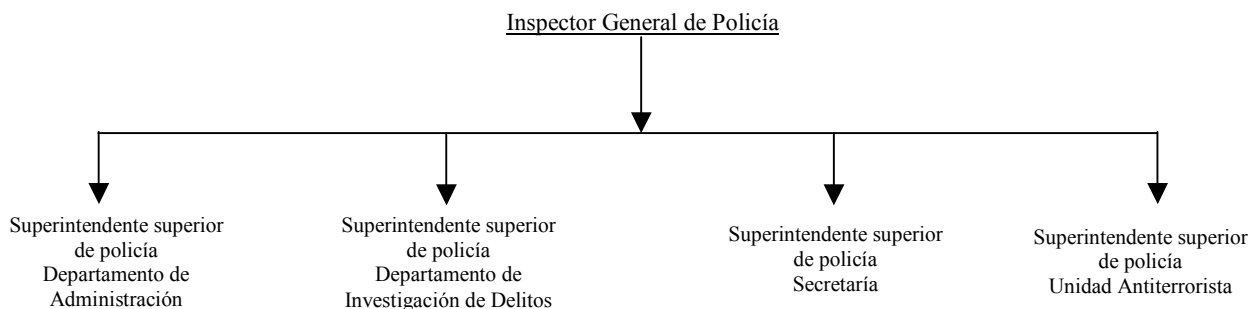 Inspector General de Policía
Superintendente superior
de policía
Departamento de
Administración
Superintendente superior
de policía
Departamento de
Investigación de Delitos
Superintendente superior
de policía
Secretaría
Superintendente superior
de policía
Unidad Antiterrorista